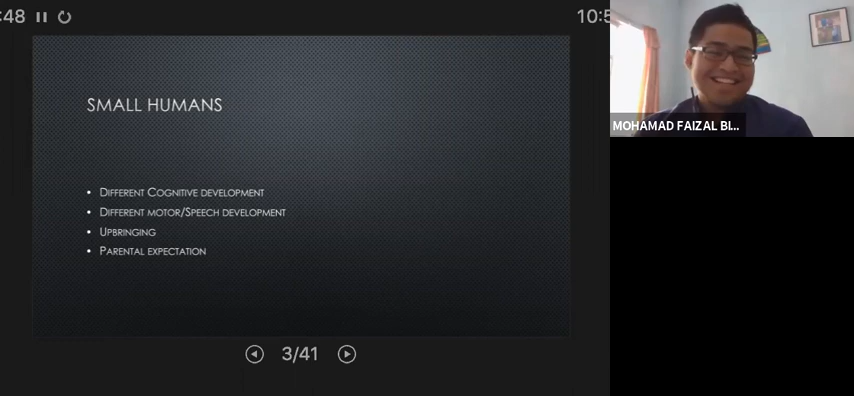 :48
10:5
SMALL HUMANS
• DIFFERENT COGNITIVE DEVELOPMENT
• DIFFERENT MOTOR/SPEECH DEVELOPMENT
• UPBRINGING
• PARENTAL EXPECTATION
3/41
MOHAMAD FAIZAL BI...